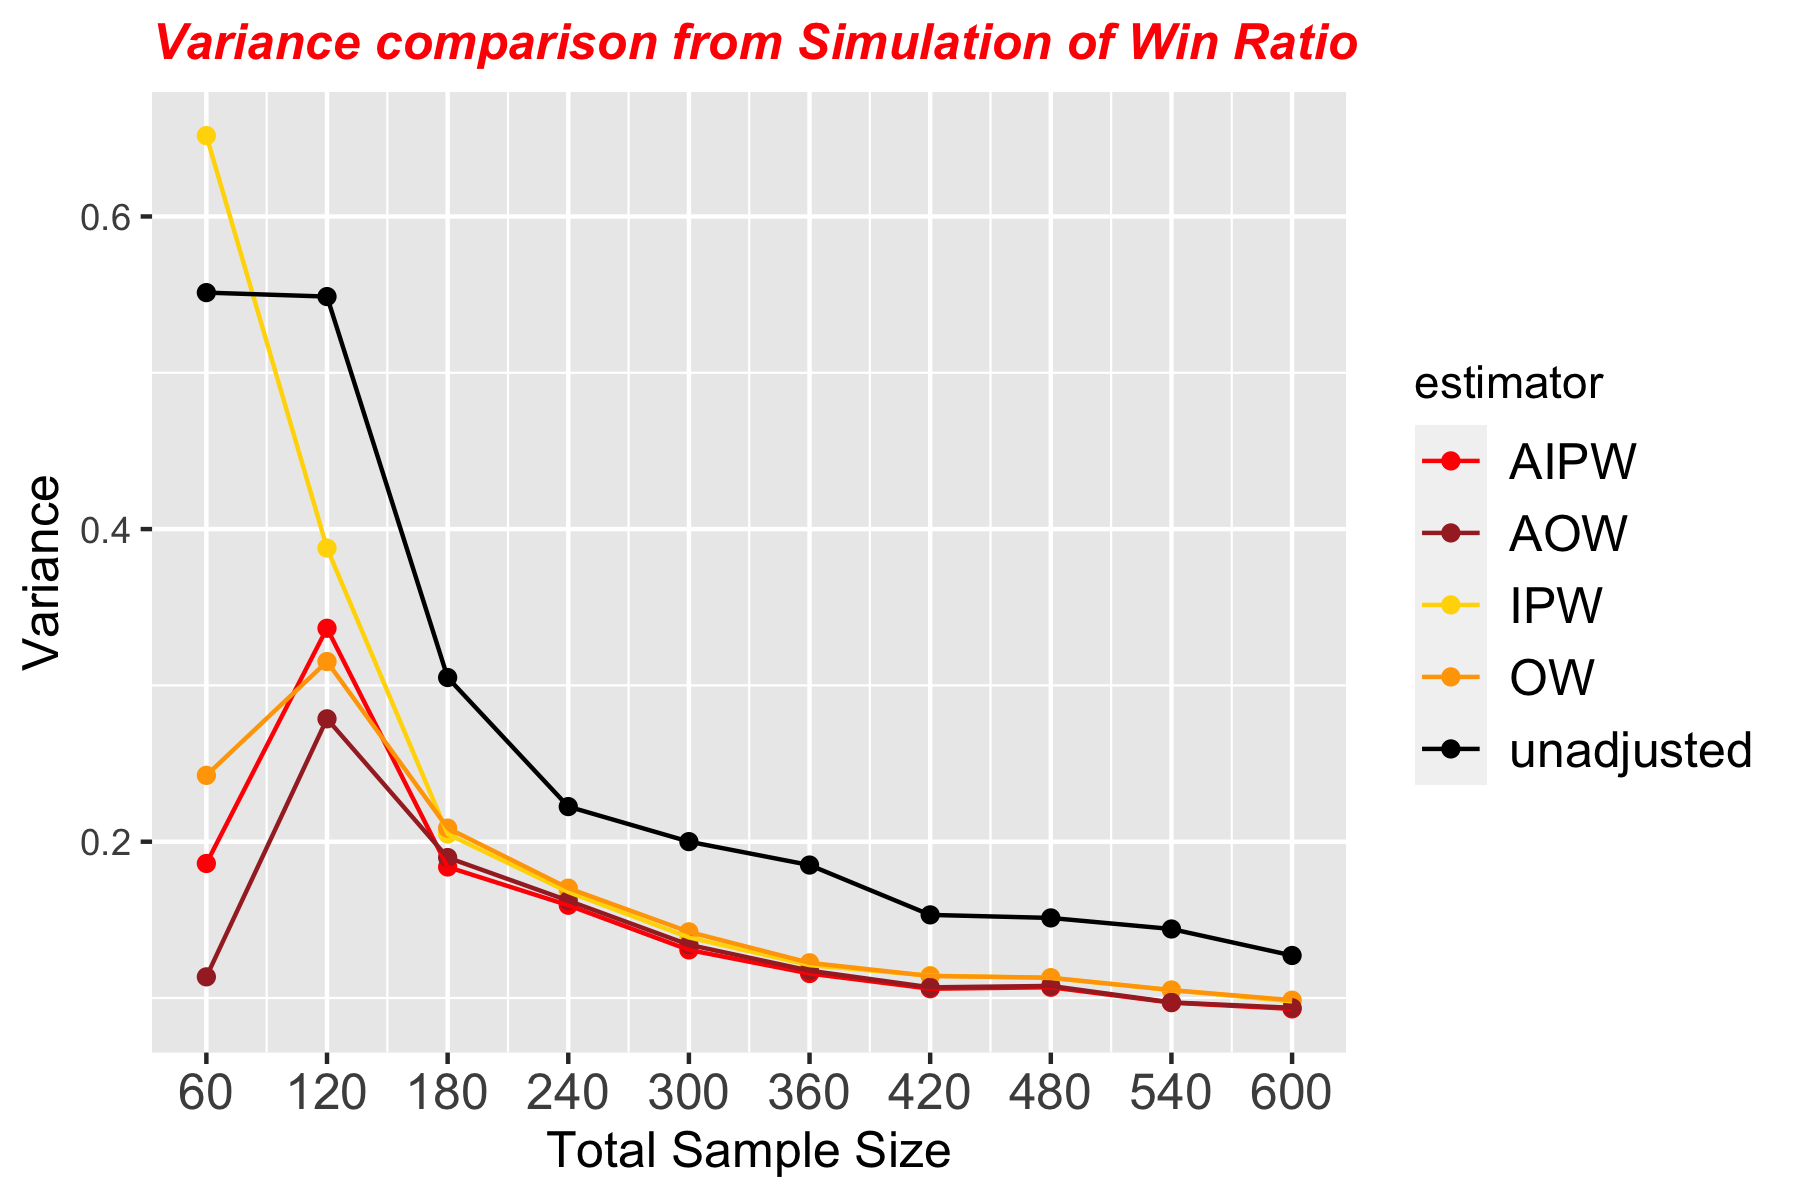 Variance comparison from Simulation of Win Ratio
Variance
0.6
0.4
0.2
60 120 180 240 300 360 420 480 540 600
Total Sample Size
estimator
AIPW
AOW
IPW
OW
unadjusted